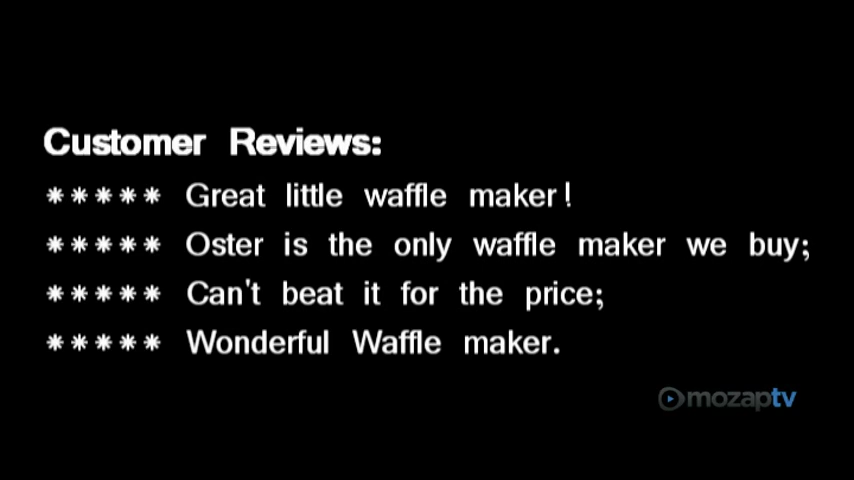 Customer Reviews:
***** Great little waffle maker!
***** Oster is the only waffle maker we buy;
***** Can't beat it for the price;
***** Wonderful Waffle maker.
mozaptv